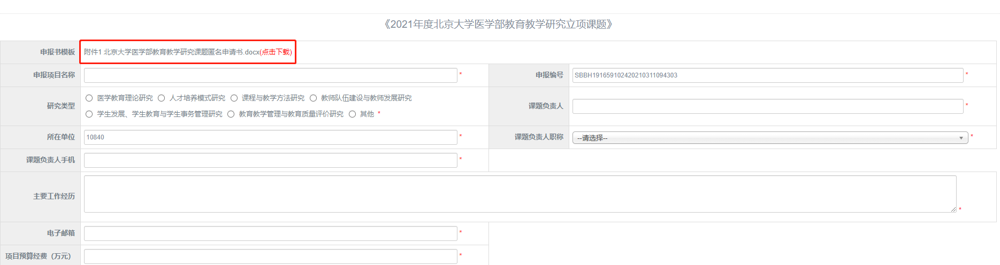 《2021年度北京大学医学部教育教学研究立项课题》
申报书模板 附件1 北京大学医学部教育教学研究课题匿名申请书.docx(点击下载)
申报项目名称 * 申报编号 SBBH191659102420210311094303 *
研究类型 医学教育理论研究 人才培养模式研究 课程与教学方法研究 教师队伍建设与教师发展研究
学生发展、学生教育与学生事务管理研究 教育教学管理与教育质量评价研究 其他 *
课题负责人 *
所在单位 10840 * 课题负责人职称 --请选择-- *
课题负责人手机 *
主要工作经历 *
电子邮箱 *
项目预算经费（万元） *